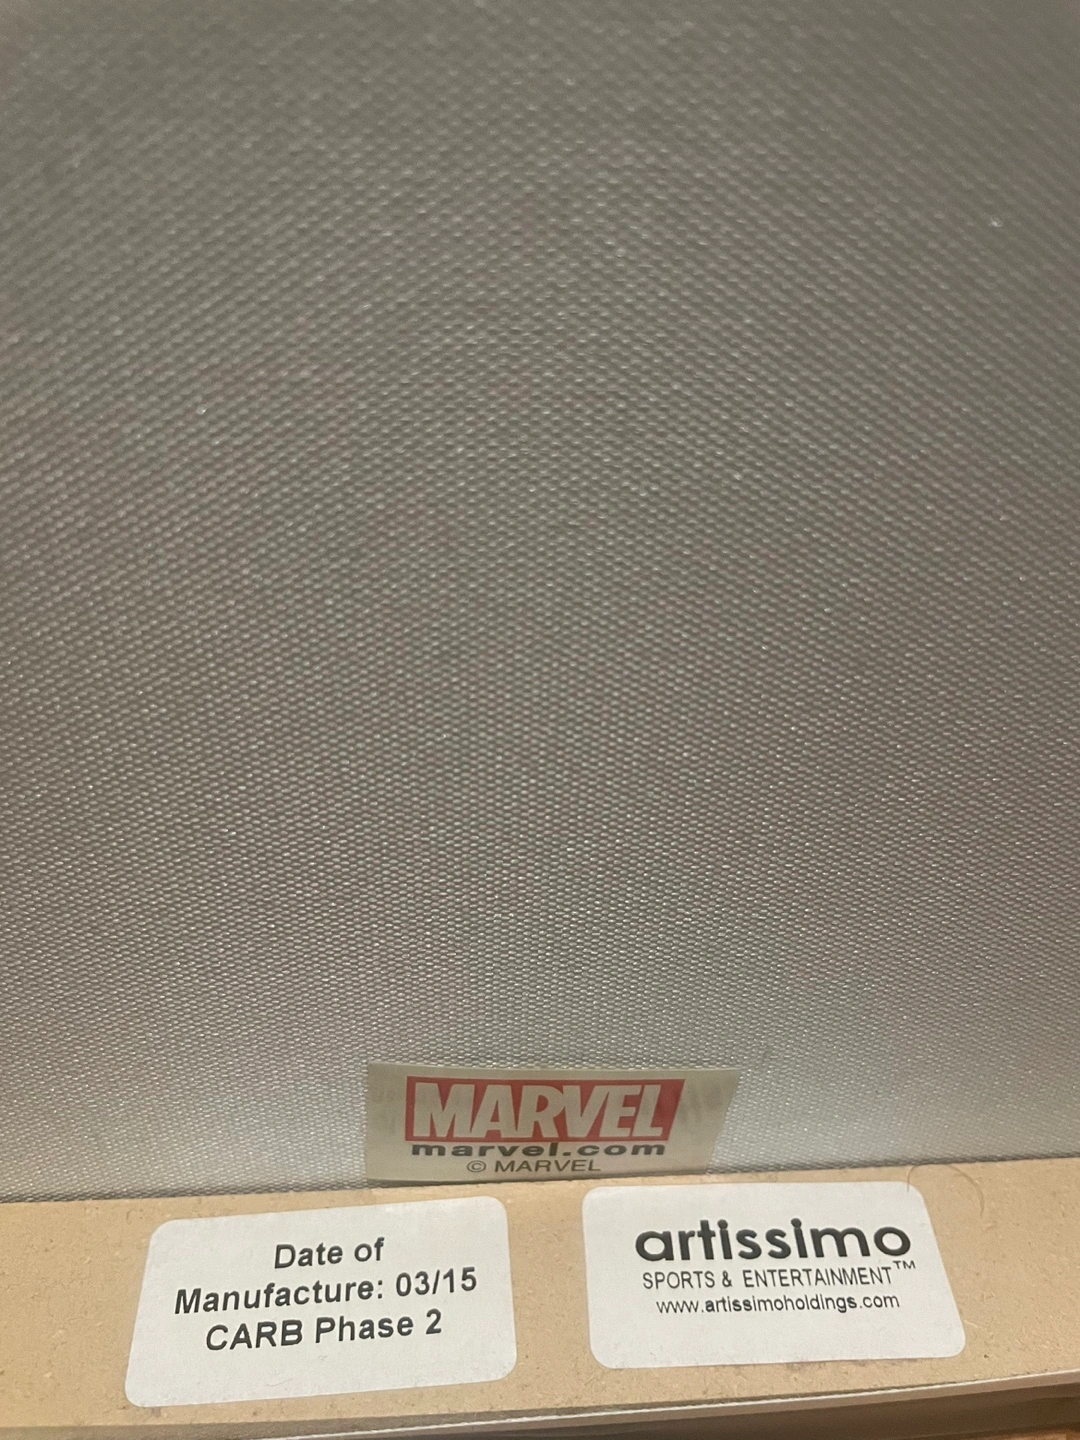 MARVEL
marvel.com
© MARVEL
Date of
Manufacture: 03/15
CARB Phase 2
artissimo
SPORTS & ENTERTAINMENT™
www.artissimoholdings.com